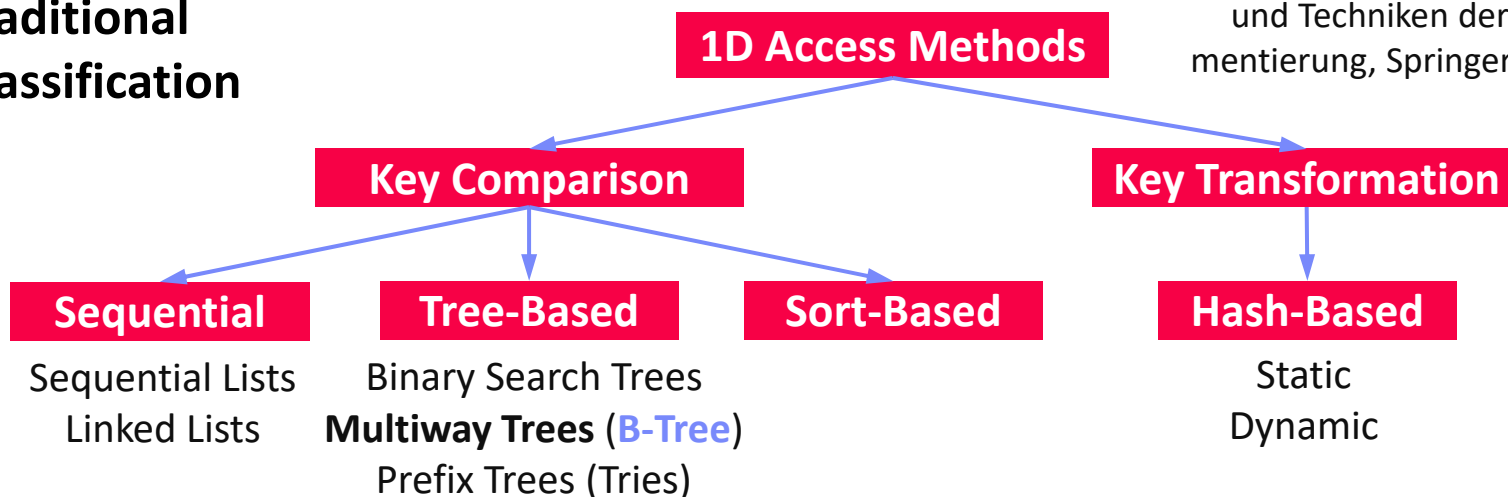 aditional
assification
und Techniken der
mentierung, Springer
1D Access Methods
Key Comparison
Key Transformation
Sequential
Tree-Based
Sort-Based
Hash-Based
Sequential Lists
Linked Lists
Binary Search Trees
Multiway Trees (B-Tree)
Prefix Trees (Tries)
Static
Dynamic